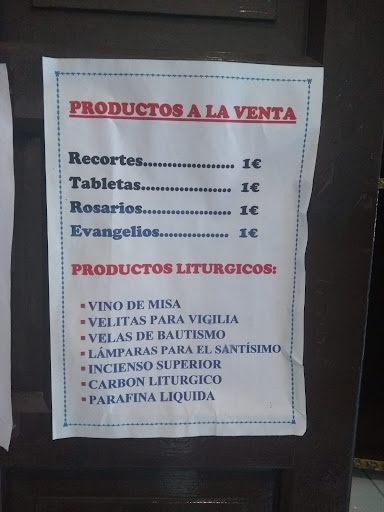 PRODUCTOS A LA VENTA
Recortes.................... 1€
Tabletas.................... 1€
Rosarios.................... 1€
Evangelios............... 1€
PRODUCTOS LITURGICOS:
▪ VINO DE MISA
▪ VELITAS PARA VIGILIA
▪ VELAS DE BAUTISMO
▪ LÁMPARAS PARA EL SANTÍSIMO
▪ INCIENSO SUPERIOR
▪ CARBON LITURGICO
▪ PARAFINA LIQUIDA